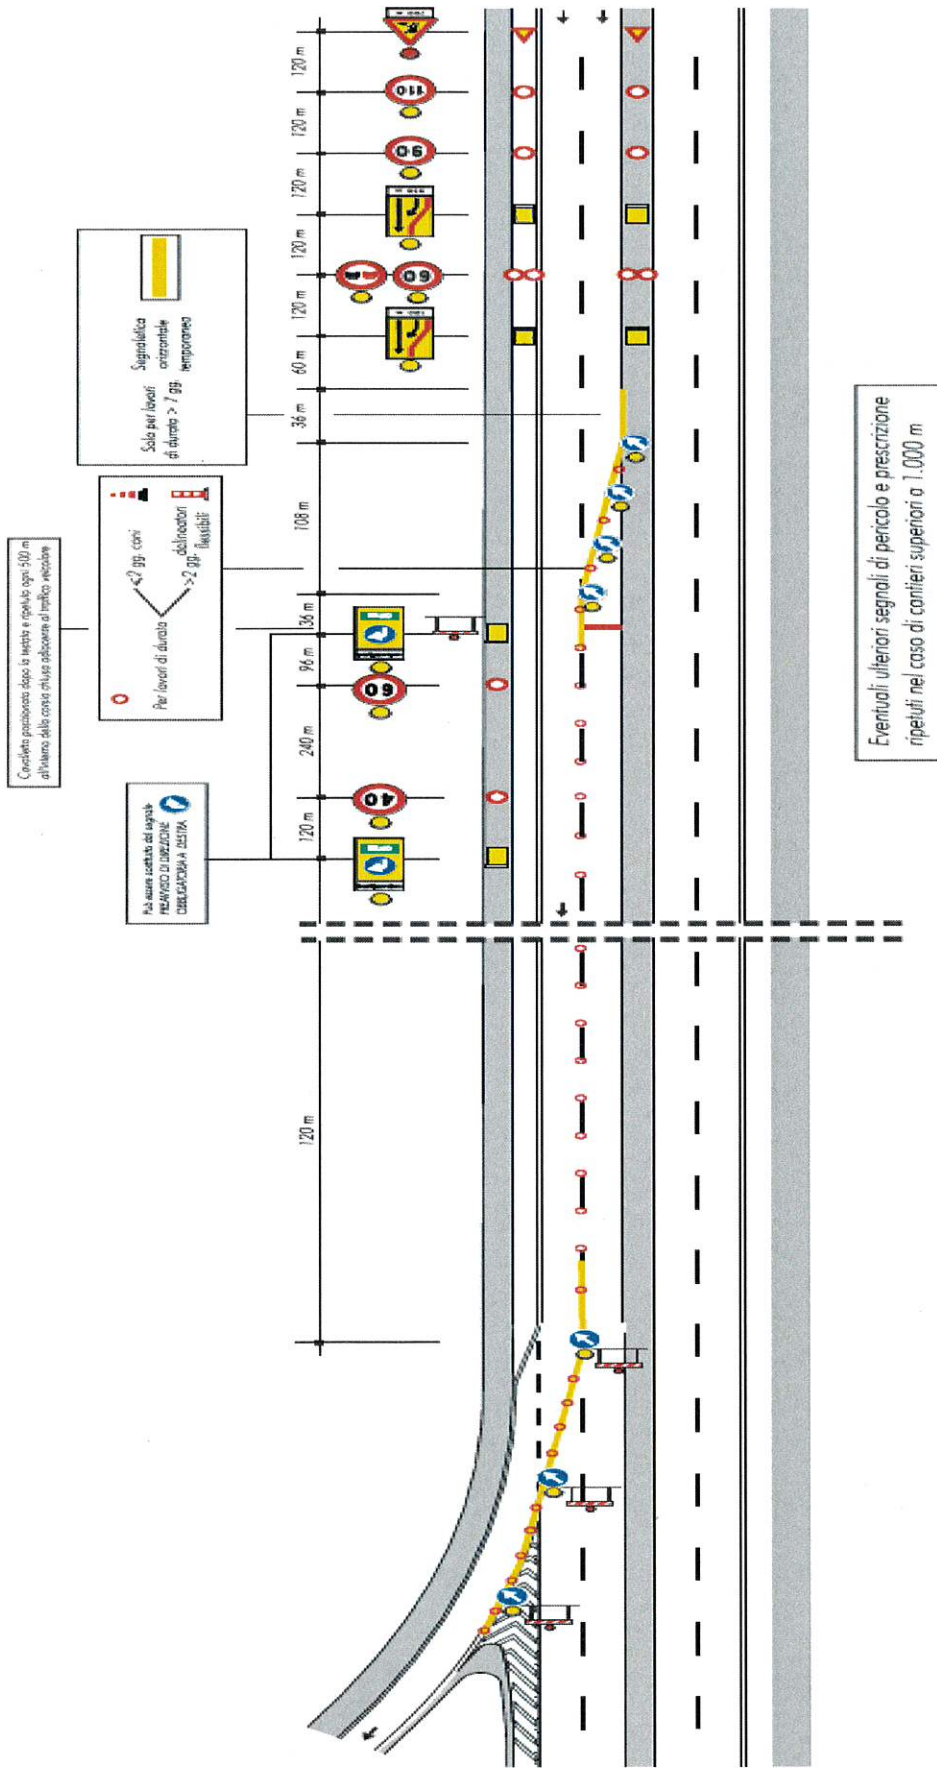 Cavalletto posizionato dopo la testata e ripetuto ogni 500 m
all'interno della corsia chiusa adiacente al traffico veicolare
Per lavori di durata
≤2 gg. coni
>2 gg. delineatori
flessibili
Solo per lavori
di durata > 7 gg.
Segnaletica
orizzontale
temporanea
Può essere sostituito dal segnale
PREAVVISO DI DIREZIONE
OBBLIGATORIA A DESTRA
120 m
120 m
120 m
120 m
120 m
60 m
36 m
108 m
36 m
96 m
240 m
120 m
120 m
110
90
60
60
40
Eventuali ulteriori segnali di pericolo e prescrizione
ripetuti nel caso di cantieri superiori a 1.000 m